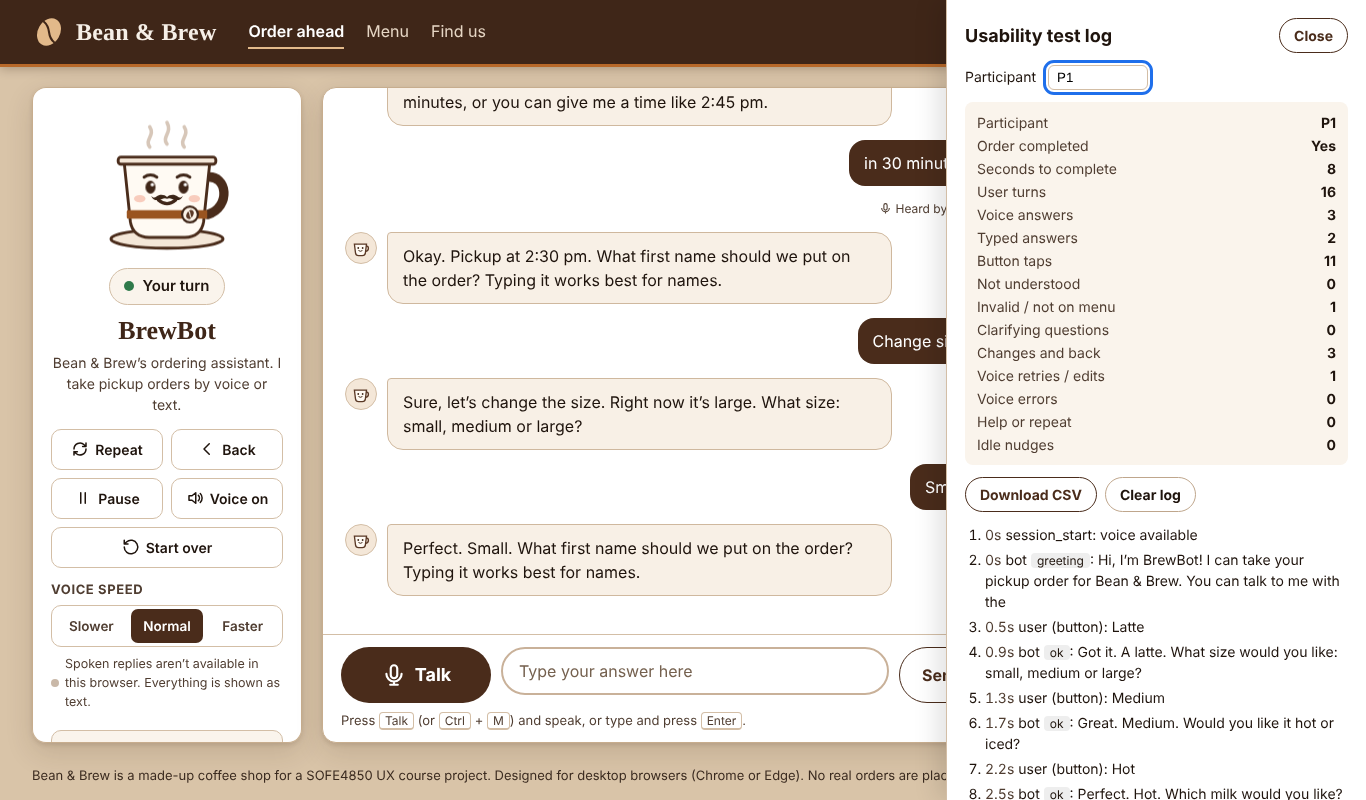 Bean & Brew
Order ahead
Menu
Find us
Your turn
BrewBot
Bean & Brew’s ordering assistant. I
take pickup orders by voice or
text.
Repeat
Back
Pause
Voice on
Start over
VOICE SPEED
Slower
Normal
Faster
Spoken replies aren’t available in
this browser. Everything is shown as
text.
minutes, or you can give me a time like 2:45 pm.
in 30 minut
Heard by
Okay. Pickup at 2:30 pm. What first name should we put on
the order? Typing it works best for names.
Change si
Sure, let’s change the size. Right now it’s large. What size:
small, medium or large?
Sm
Perfect. Small. What first name should we put on the order?
Typing it works best for names.
Talk
Type your answer here
Sen
Press Talk (or Ctrl + M) and speak, or type and press Enter.
Bean & Brew is a made-up coffee shop for a SOFE4850 UX course project. Designed for desktop browsers (Chrome or Edge). No real orders are plac
Usability test log
Close
Participant P1
Participant P1
Order completed Yes
Seconds to complete 8
User turns 16
Voice answers 3
Typed answers 2
Button taps 11
Not understood 0
Invalid / not on menu 1
Clarifying questions 0
Changes and back 3
Voice retries / edits 1
Voice errors 0
Help or repeat 0
Idle nudges 0
Download CSV
Clear log
1. 0s session_start: voice available
2. 0s bot greeting: Hi, I’m BrewBot! I can take your
pickup order for Bean & Brew. You can talk to me with
the
3. 0.5s user (button): Latte
4. 0.9s bot ok: Got it. A latte. What size would you like:
small, medium or large?
5. 1.3s user (button): Medium
6. 1.7s bot ok: Great. Medium. Would you like it hot or
iced?
7. 2.2s user (button): Hot
8. 2.5s bot ok: Perfect. Hot. Which milk would you like?